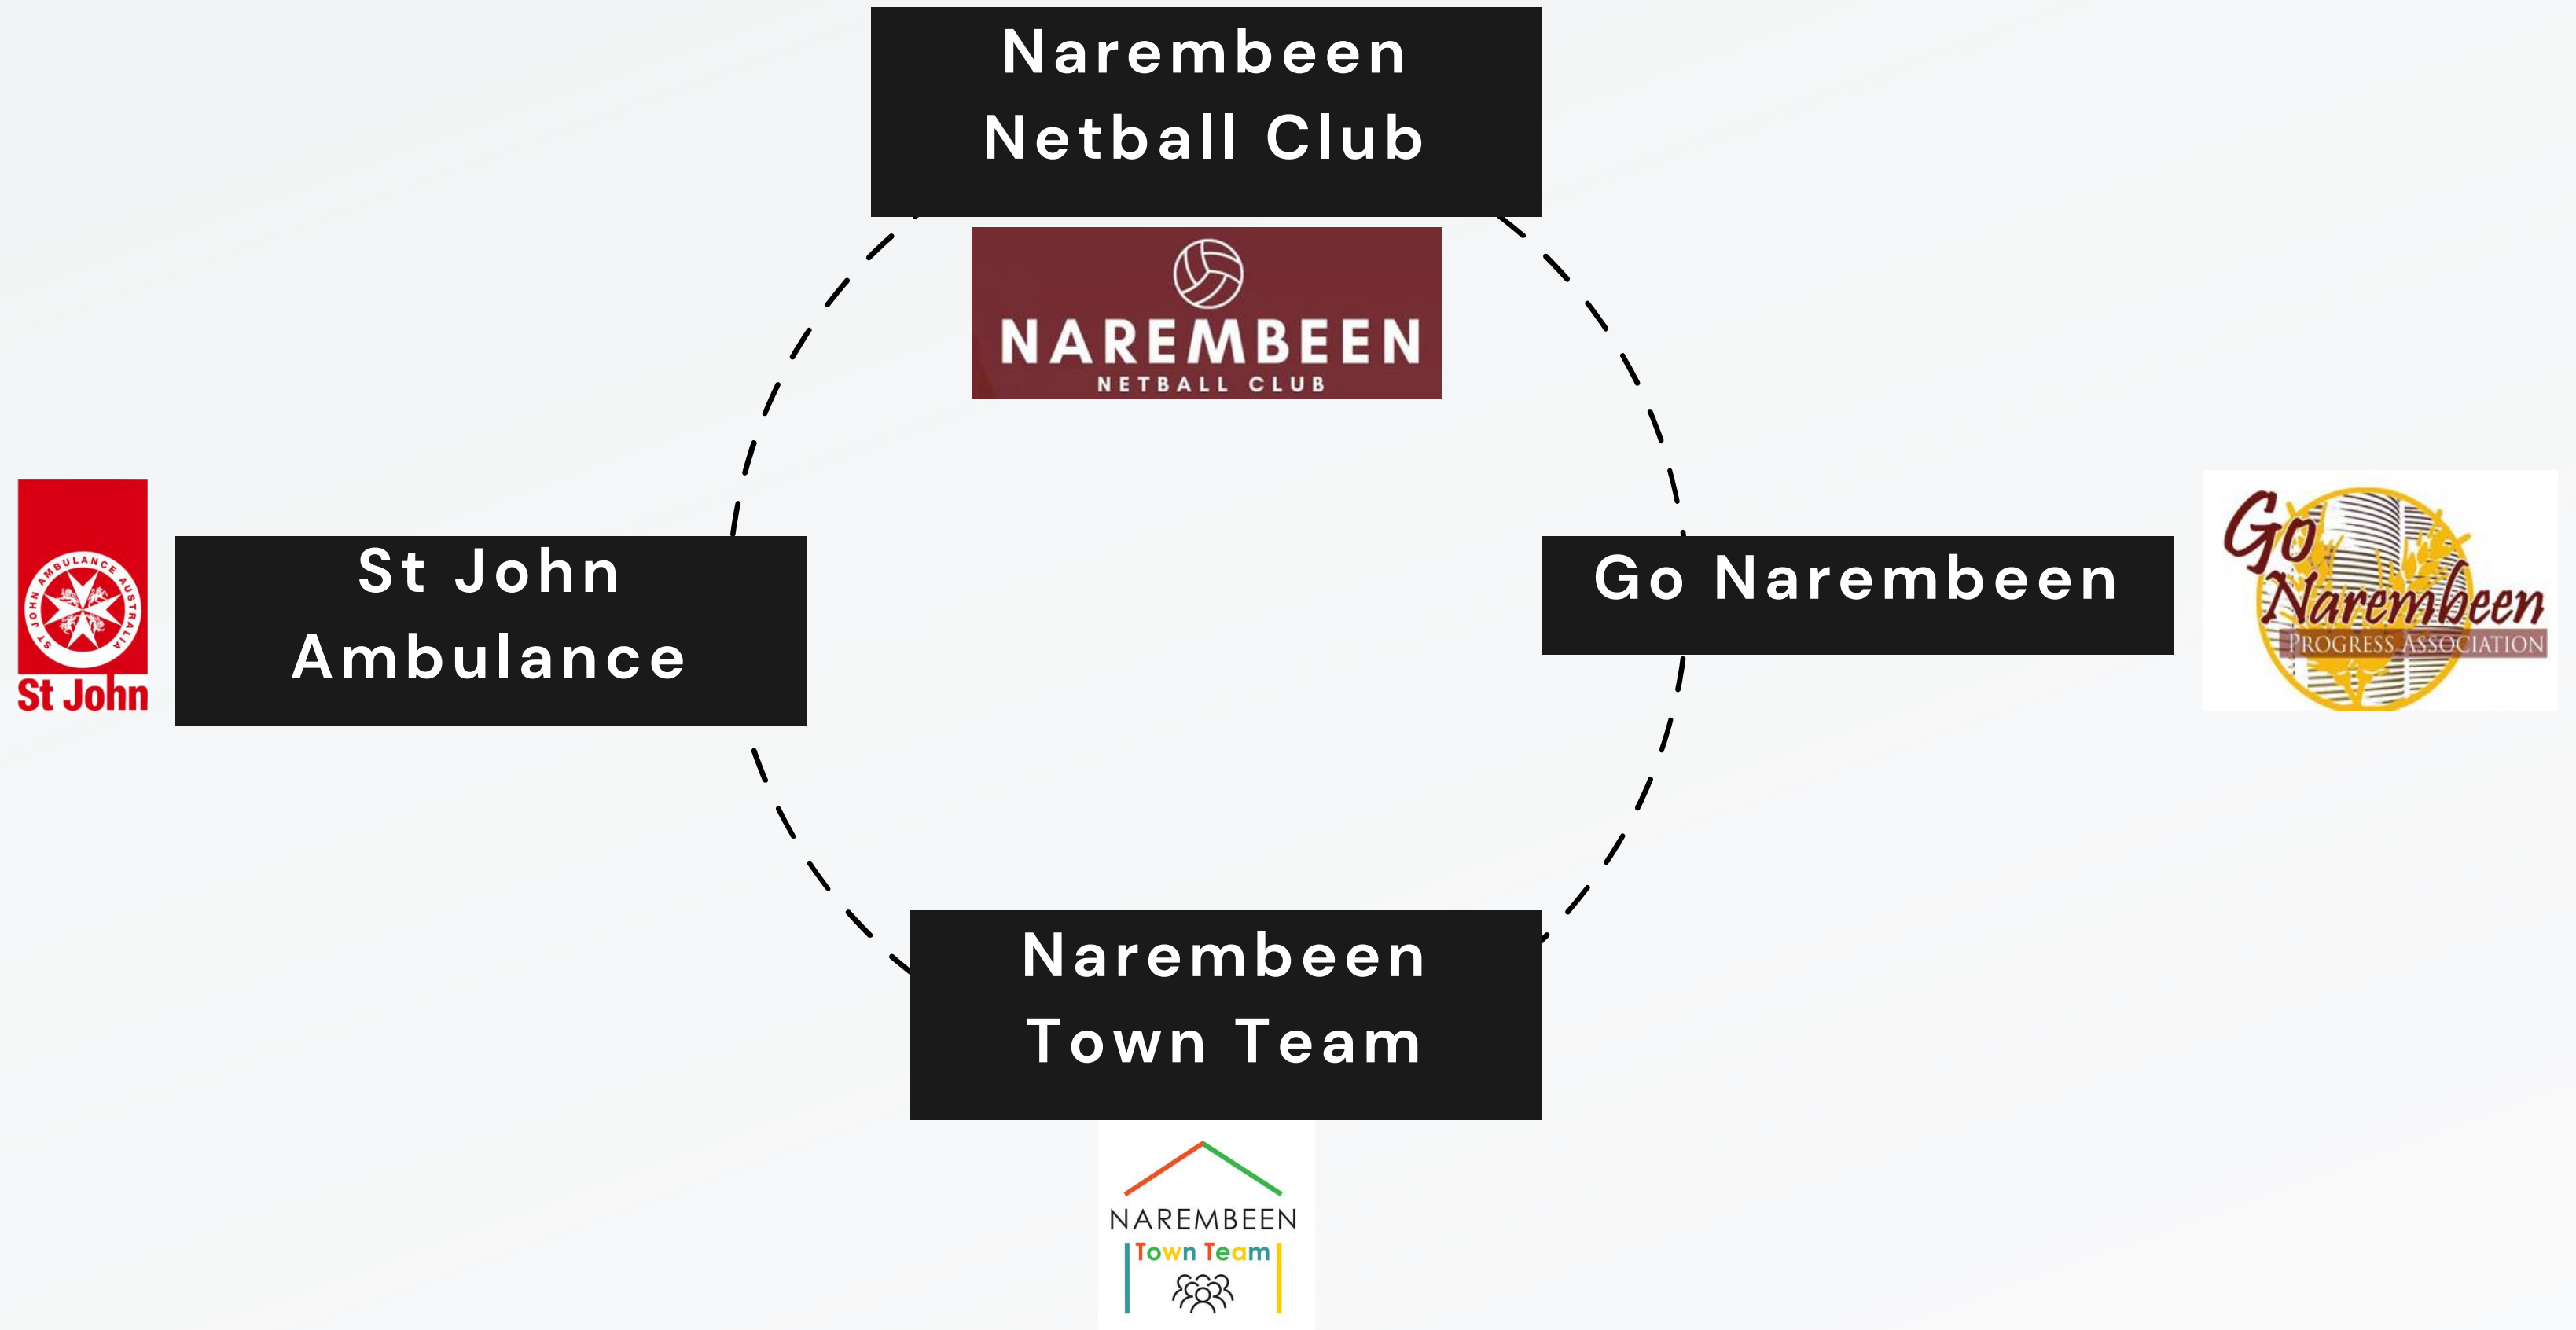 Narembeen
Netball Club
NAREMBEEN
NETBALL CLUB
ST JOHN AMBULANCE AUSTRALIA
St John
St John
Ambulance
Go Narembeen
Go
Narembeen
PROGRESS ASSOCIATION
Narembeen
Town Team
NAREMBEEN
Town Team